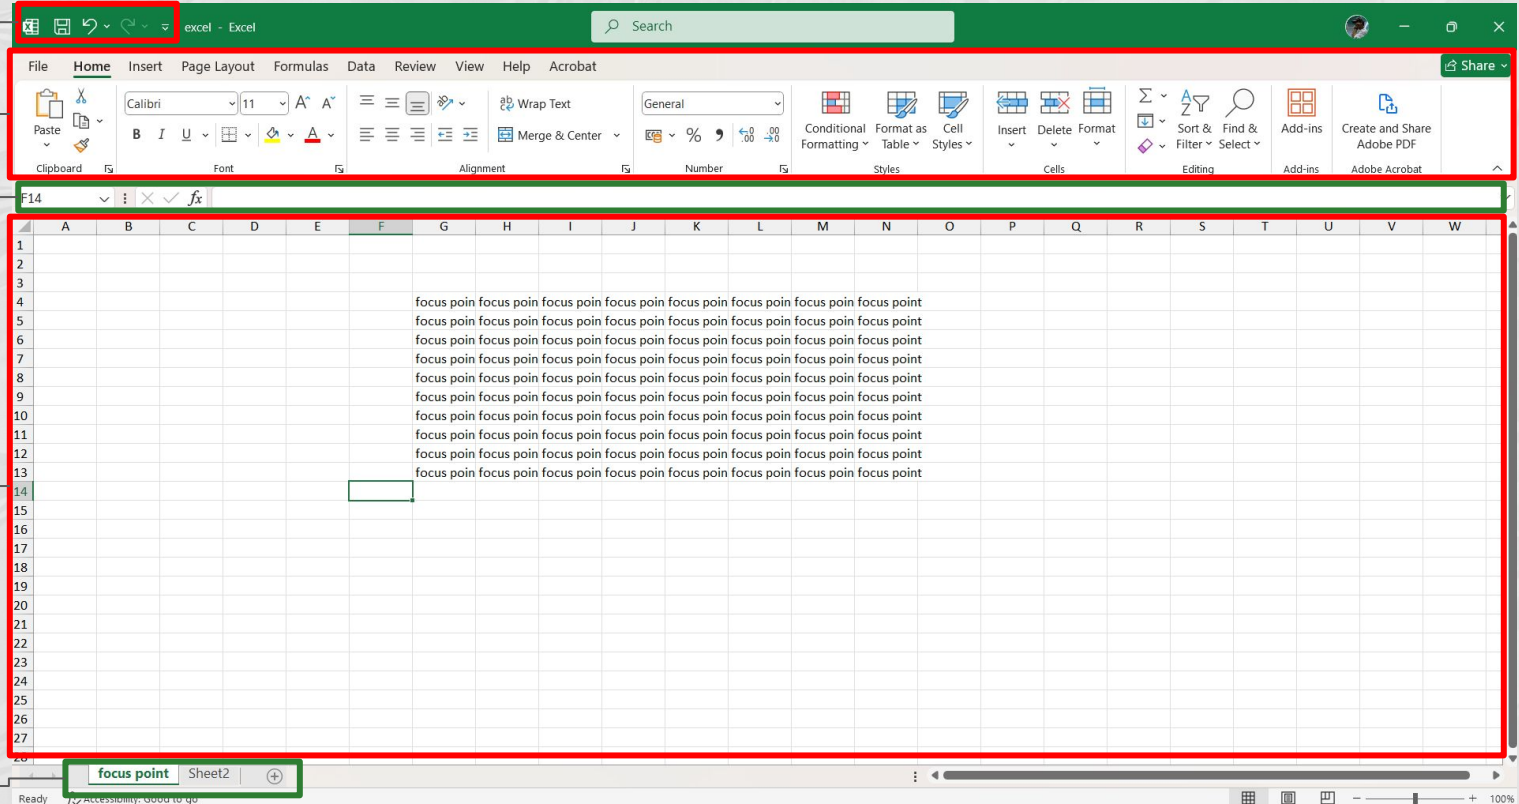 excel - Excel
Search
File Home Insert Page Layout Formulas Data Review View Help Acrobat
Share
Calibri 11 A A
Wrap Text
General
Paste
B I U A
Merge & Center
% 9 .00 .00
Conditional Formatting
Format as Table
Cell Styles
Insert Delete Format
Sort & Filter
Find & Select
Add-ins
Create and Share Adobe PDF
Clipboard Font Alignment Number Styles Cells Editing Add-ins Adobe Acrobat
F14 fx
A B C D E F G H I J K L M N O P Q R S T U V W
1
2
3
4 focus poin focus poin focus poin focus poin focus poin focus poin focus poin focus point
5 focus poin focus poin focus poin focus poin focus poin focus poin focus poin focus point
6 focus poin focus poin focus poin focus poin focus poin focus poin focus poin focus point
7 focus poin focus poin focus poin focus poin focus poin focus poin focus poin focus point
8 focus poin focus poin focus poin focus poin focus poin focus poin focus poin focus point
9 focus poin focus poin focus poin focus poin focus poin focus poin focus poin focus point
10 focus poin focus poin focus poin focus poin focus poin focus poin focus poin focus point
11 focus poin focus poin focus poin focus poin focus poin focus poin focus poin focus point
12 focus poin focus poin focus poin focus poin focus poin focus poin focus poin focus point
13 focus poin focus poin focus poin focus poin focus poin focus poin focus poin focus point
14
15
16
17
18
19
20
21
22
23
24
25
26
27
28
focus point Sheet2
Ready Accessibility: Good to go
100%